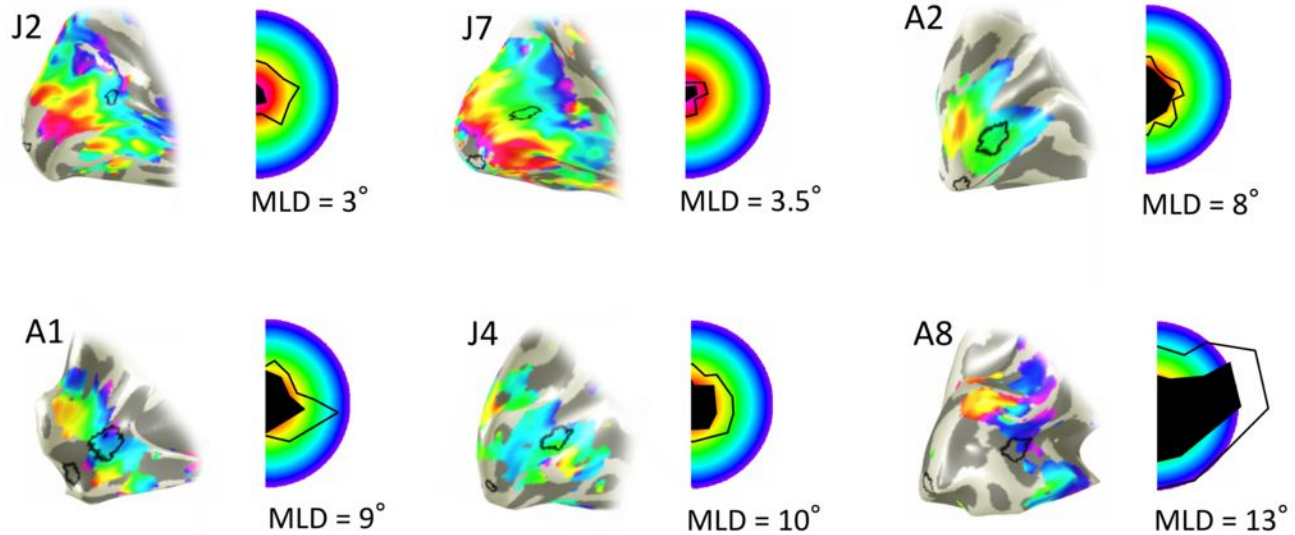 J2
MLD = 3°
J7
MLD = 3.5°
A2
MLD = 8°
A1
MLD = 9°
J4
MLD = 10°
A8
MLD = 13°